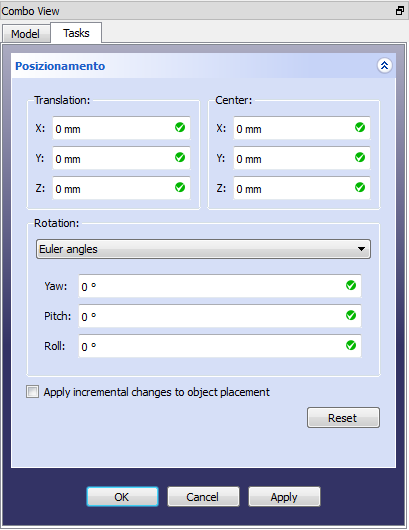 Combo View
Model Tasks
Posizionamento
Translation: Center:
X: 0 mm X: 0 mm
Y: 0 mm Y: 0 mm
Z: 0 mm Z: 0 mm
Rotation:
Euler angles
Yaw: 0 °
Pitch: 0 °
Roll: 0 °
Apply incremental changes to object placement
Reset
OK Cancel Apply